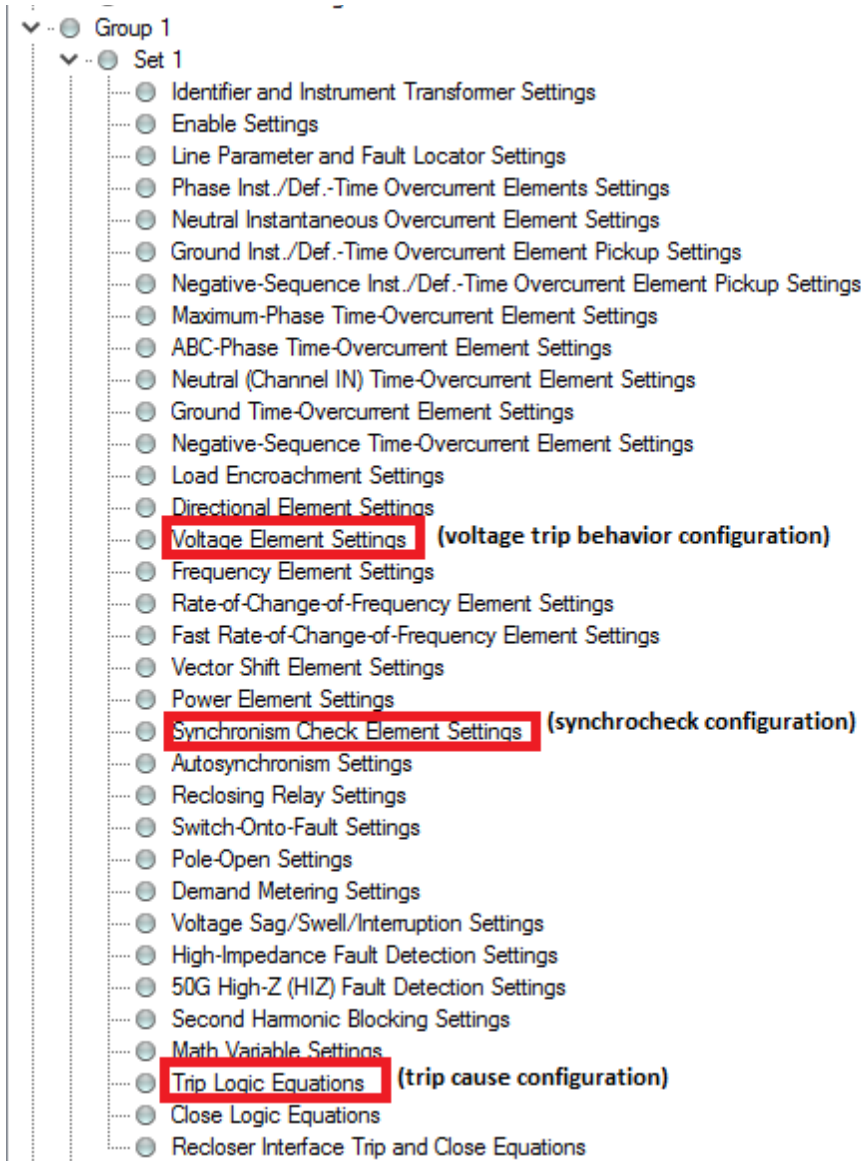 Group 1
Set 1
Identifier and Instrument Transformer Settings
Enable Settings
Line Parameter and Fault Locator Settings
Phase Inst./Def.-Time Overcurrent Elements Settings
Neutral Instantaneous Overcurrent Element Settings
Ground Inst./Def.-Time Overcurrent Element Pickup Settings
Negative-Sequence Inst./Def.-Time Overcurrent Element Pickup Settings
Maximum-Phase Time-Overcurrent Element Settings
ABC-Phase Time-Overcurrent Element Settings
Neutral (Channel IN) Time-Overcurrent Element Settings
Ground Time-Overcurrent Element Settings
Negative-Sequence Time-Overcurrent Element Settings
Load Encroachment Settings
Directional Element Settings
Voltage Element Settings (voltage trip behavior configuration)
Frequency Element Settings
Rate-of-Change-of-Frequency Element Settings
Fast Rate-of-Change-of-Frequency Element Settings
Vector Shift Element Settings
Power Element Settings
Synchronism Check Element Settings (synchrocheck configuration)
Autosynchronism Settings
Reclosing Relay Settings
Switch-Onto-Fault Settings
Pole-Open Settings
Demand Metering Settings
Voltage Sag/Swell/Interruption Settings
High-Impedance Fault Detection Settings
50G High-Z (HIZ) Fault Detection Settings
Second Harmonic Blocking Settings
Math Variable Settings
Trip Logic Equations (trip cause configuration)
Close Logic Equations
Recloser Interface Trip and Close Equations